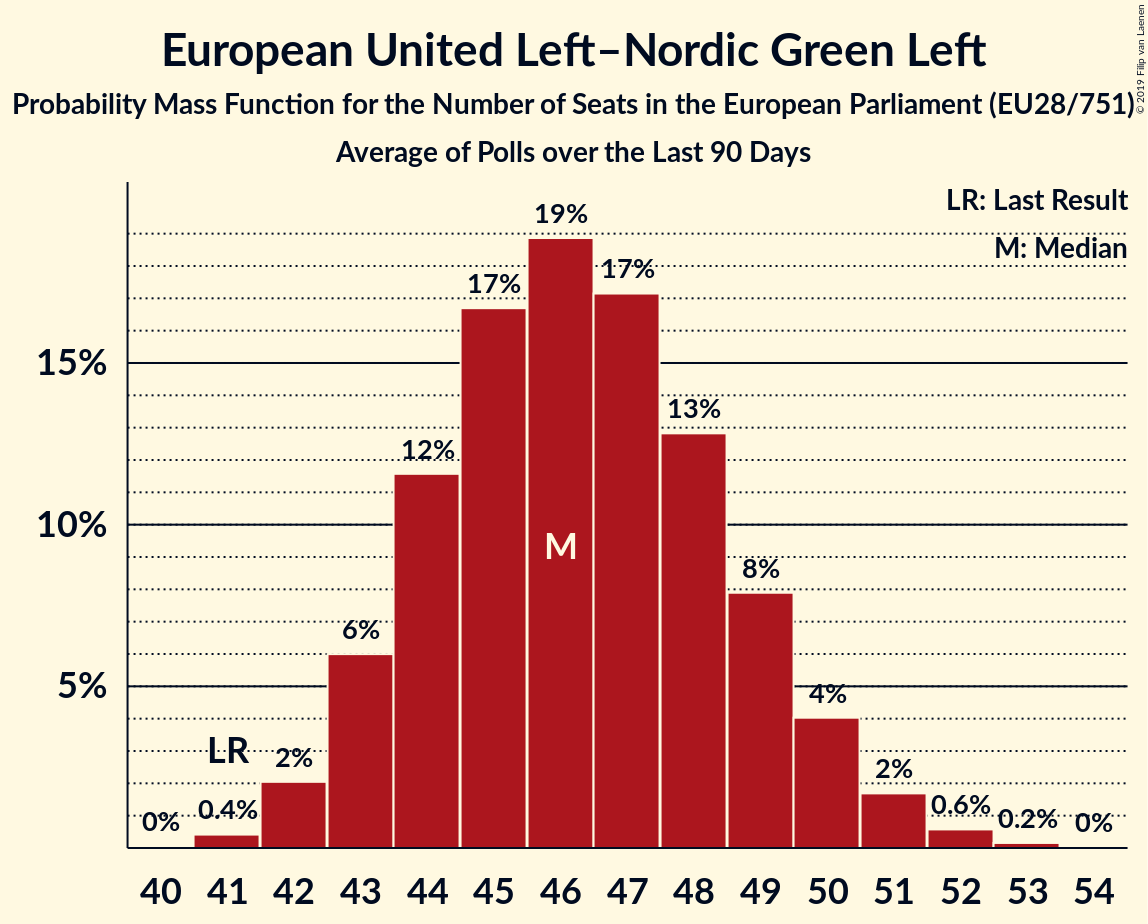 European United Left–Nordic Green Left
Probability Mass Function for the Number of Seats in the European Parliament (EU28/751)
Average of Polls over the Last 90 Days
© 2019 Filip van Laenen
LR: Last Result
M: Median
19%
17%
17%
15%
13%
12%
10%
M
8%
6%
5%
4%
LR
2%
2%
0%
0.4%
0.6%
0.2%
0%
40 41 42 43 44 45 46 47 48 49 50 51 52 53 54